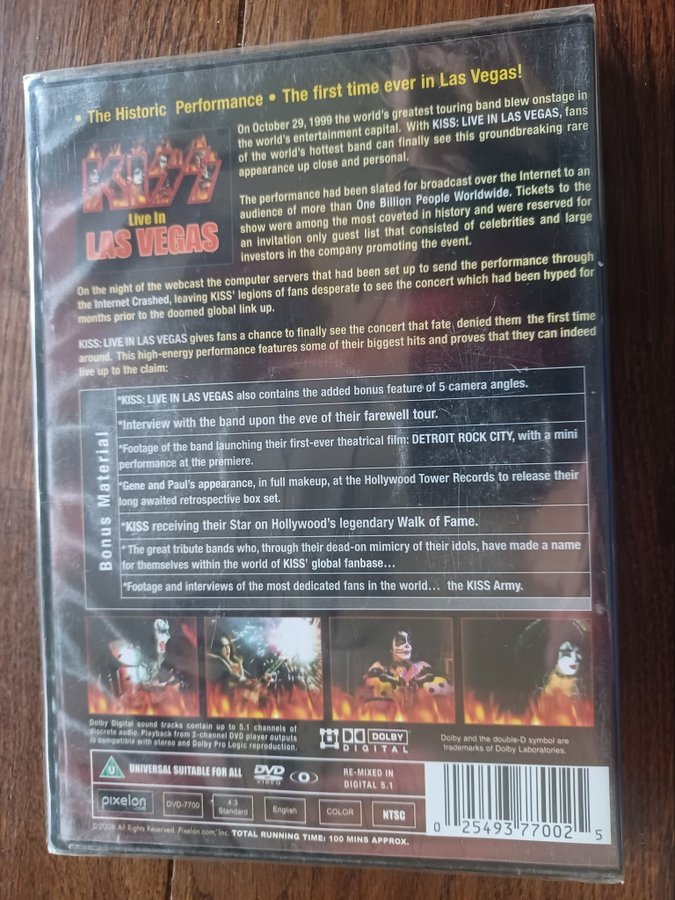 • The Historic Performance • The first time ever in Las Vegas!
KISS
Live In
LAS VEGAS
On October 29, 1999 the world's greatest touring band blew onstage in
the world's entertainment capital. With KISS: LIVE IN LAS VEGAS, fans
of the world's hottest band can finally see this groundbreaking rare
appearance up close and personal.
The performance had been slated for broadcast over the Internet to an
audience of more than One Billion People Worldwide. Tickets to the
show were among the most coveted in history and were reserved for
an invitation only guest list that consisted of celebrities and large
investors in the company promoting the event.
On the night of the webcast the computer servers that had been set up to send the performance through
the Internet Crashed, leaving KISS' legions of fans desperate to see the concert which had been hyped for
months prior to the doomed global link up.
KISS: LIVE IN LAS VEGAS gives fans a chance to finally see the concert that fate denied them the first time
around. This high-energy performance features some of their biggest hits and proves that they can indeed
live up to the claim:
Bonus Material
*KISS: LIVE IN LAS VEGAS also contains the added bonus feature of 5 camera angles.
*Interview with the band upon the eve of their farewell tour.
*Footage of the band launching their first-ever theatrical film: DETROIT ROCK CITY, with a mini
performance at the premiere.
*Gene and Paul's appearance, in full makeup, at the Hollywood Tower Records to release their
long awaited retrospective box set.
*KISS receiving their Star on Hollywood's legendary Walk of Fame.
* The great tribute bands who, through their dead-on mimicry of their idols, have made a name
for themselves within the world of KISS' global fanbase...
*Footage and interviews of the most dedicated fans in the world... the KISS Army.
Dolby Digital sound tracks contain up to 5.1 channels of
discrete audio. Playback from 2-channel DVD player outputs
is compatible with stereo and Dolby Pro Logic reproduction.
DOLBY
DIGITAL
Dolby and the double-D symbol are
trademarks of Dolby Laboratories.
U UNIVERSAL SUITABLE FOR ALL
DVD
VIDEO
0
RE-MIXED IN
DIGITAL 5.1
pixelon
.com
DVD-7700
4:3
Standard
English
COLOR
NTSC
All Rights Reserved. Pixelon.com, Inc. TOTAL RUNNING TIME: 100 MINS APPROX.
0 25493 77002 5